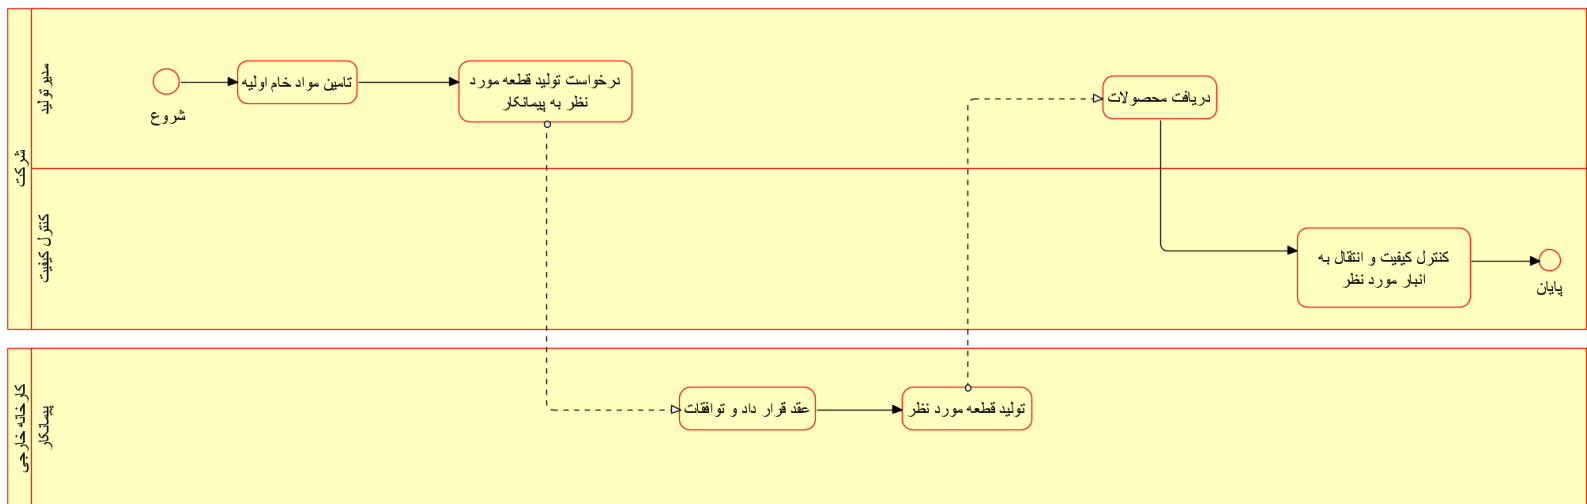 شرکت
مدیر تولید
شروع
تامین مواد خام اولیه
درخواست تولید قطعه مورد
نظر به پیمانکار
دریافت محصولات
کنترل کیفیت
کنترل کیفیت و انتقال به
انبار مورد نظر
پایان
کارخانه خارجی
پیمانکار
عقد قرار داد و توافقات
تولید قطعه مورد نظر